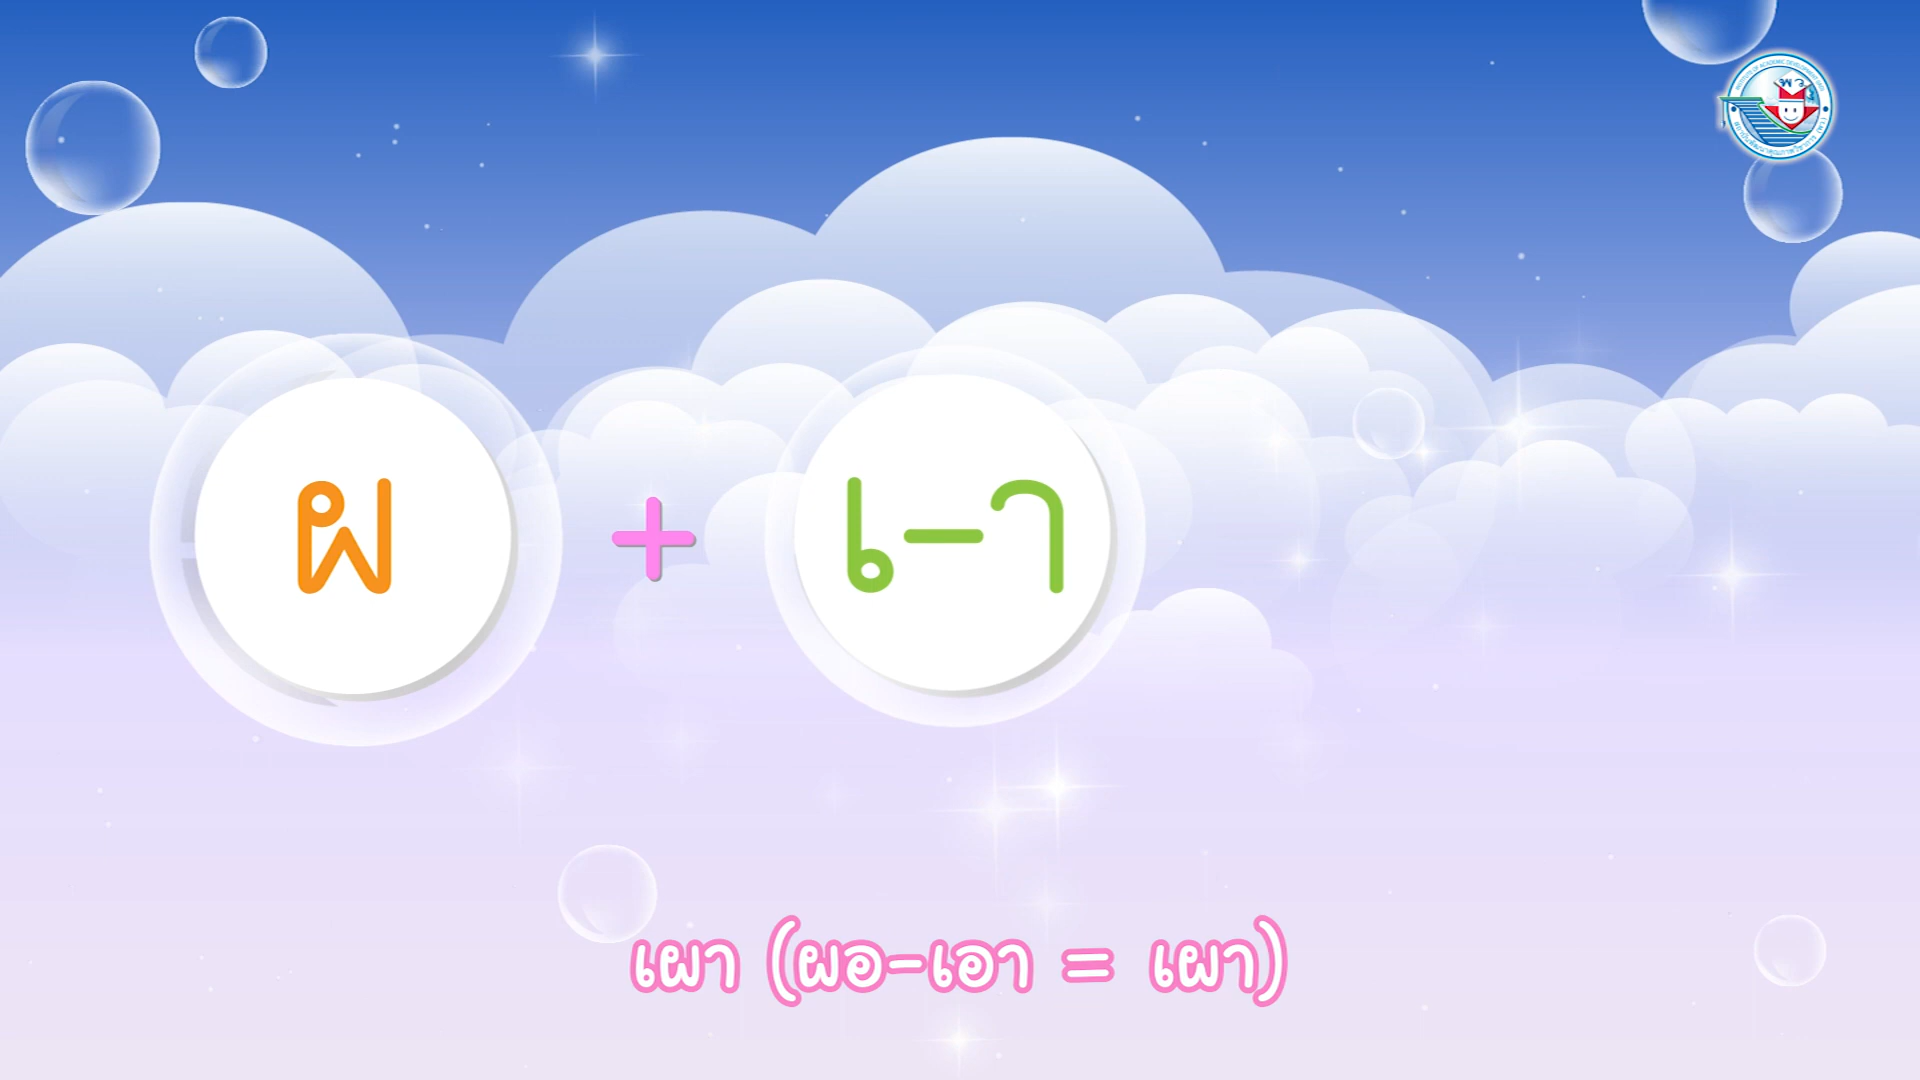 ผ + เ-า
เผา (ผอ-เอา = เผา)